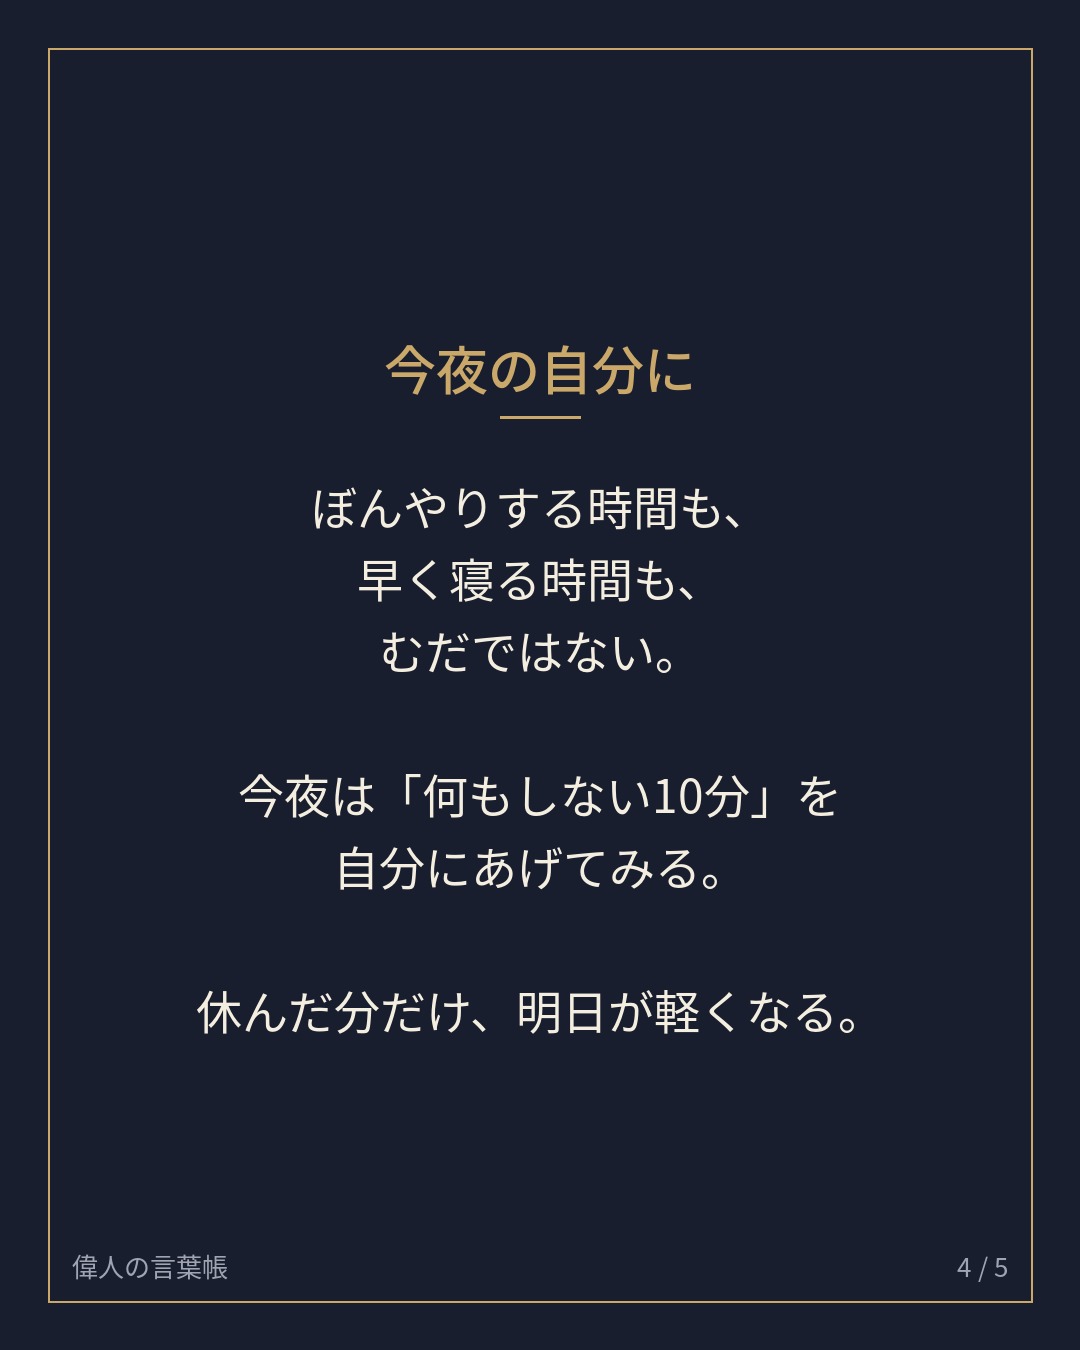 今夜の自分に
ぼんやりする時間も、
早く寝る時間も、
むだではない。
今夜は「何もしない10分」を
自分にあげてみる。
休んだ分だけ、明日が軽くなる。
偉人の言葉帳
4 / 5